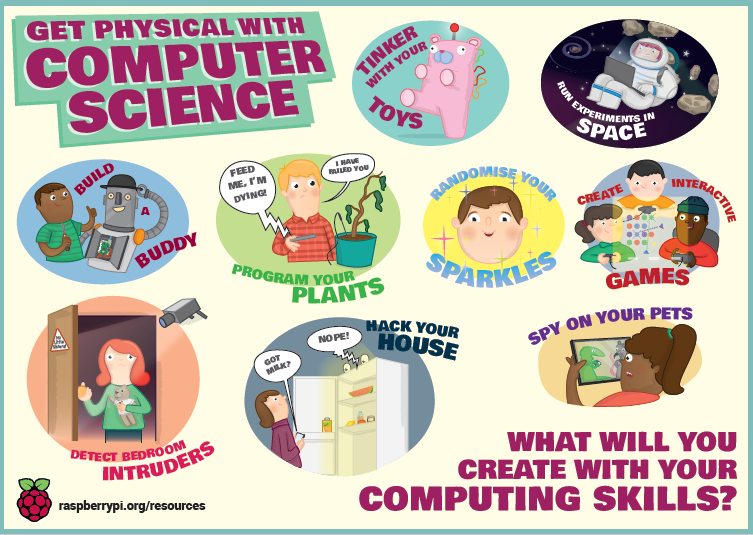 GET PHYSICAL WITH
COMPUTER
SCIENCE
TINKER
WITH YOUR
TOYS
RUN EXPERIMENTS IN
SPACE
BUILD
A
BUDDY
FEED
ME, I'M
DYING!
I HAVE
FAILED YOU
PROGRAM YOUR
PLANTS
RANDOMISE YOUR
SPARKLES
CREATE
INTERACTIVE
GAMES
DETECT BEDROOM
INTRUDERS
GOT
MILK?
NOPE!
HACK YOUR
HOUSE
SPY ON YOUR PETS
WHAT WILL YOU
CREATE WITH YOUR
COMPUTING SKILLS?
raspberrypi.org/resources